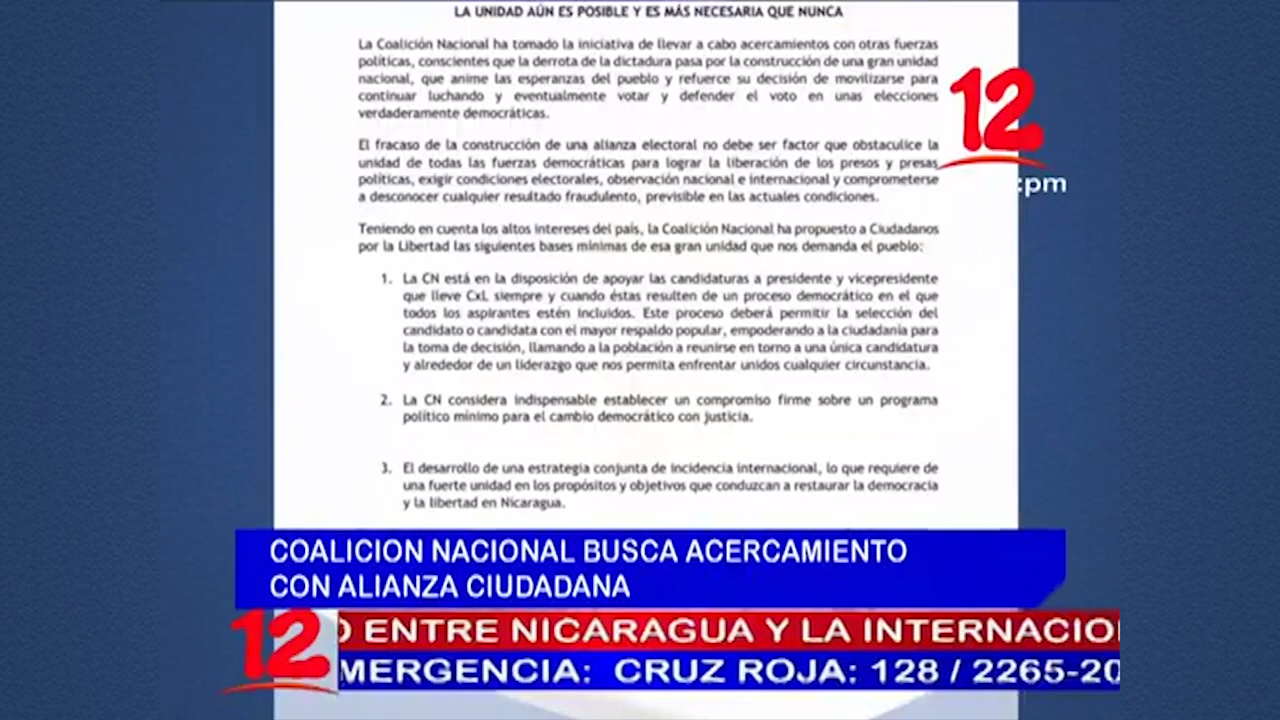 LA UNIDAD AÚN ES POSIBLE Y ES MÁS NECESARIA QUE NUNCA
La Coalición Nacional ha tomado la iniciativa de llevar a cabo acercamientos con otras fuerzas
políticas, conscientes que la derrota de la dictadura pasa por la construcción de una gran unidad
nacional, que anime las esperanzas del pueblo y refuerce su decisión de movilizarse para
continuar luchando y eventualmente votar y defender el voto en unas elecciones
verdaderamente democráticas.
El fracaso de la construcción de una alianza electoral no debe ser factor que obstaculice la
unidad de todas las fuerzas democráticas para lograr la liberación de los presos y presas
políticas, exigir condiciones electorales, observación nacional e internacional y comprometerse
a desconocer cualquier resultado fraudulento, previsible en las actuales condiciones.
Teniendo en cuenta los altos intereses del país, la Coalición Nacional ha propuesto a Ciudadanos
por la Libertad las siguientes bases mínimas de esa gran unidad que nos demanda el pueblo:
1. La CN está en la disposición de apoyar las candidaturas a presidente y vicepresidente
que lleve CxL siempre y cuando éstas resulten de un proceso democrático en el que
todos los aspirantes estén incluidos. Este proceso deberá permitir la selección del
candidato o candidata con el mayor respaldo popular, empoderando a la ciudadanía para
la toma de decisión, llamando a la población a reunirse en torno a una única candidatura
y alrededor de un liderazgo que nos permita enfrentar unidos cualquier circunstancia.
2. La CN considera indispensable establecer un compromiso firme sobre un programa
político mínimo para el cambio democrático con justicia.
3. El desarrollo de una estrategia conjunta de incidencia internacional, lo que requiere de
una fuerte unidad en los propósitos y objetivos que conduzcan a restaurar la democracia
y la libertad en Nicaragua.
12
:pm
COALICION NACIONAL BUSCA ACERCAMIENTO
CON ALIANZA CIUDADANA
12
O ENTRE NICARAGUA Y LA INTERNACIO
MERGENCIA: CRUZ ROJA: 128 / 2265-20